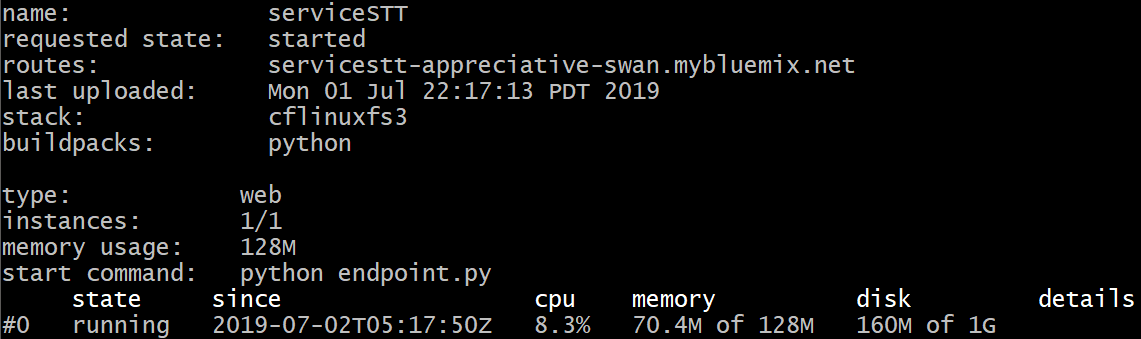 name: serviceSTT
requested state: started
routes: servicestt-appreciative-swan.mybluemix.net
last uploaded: Mon 01 Jul 22:17:13 PDT 2019
stack: cflinuxfs3
buildpacks: python
type: web
instances: 1/1
memory usage: 128M
start command: python endpoint.py
state since cpu memory disk details
#0 running 2019-07-02T05:17:50Z 8.3% 70.4M of 128M 160M of 1G